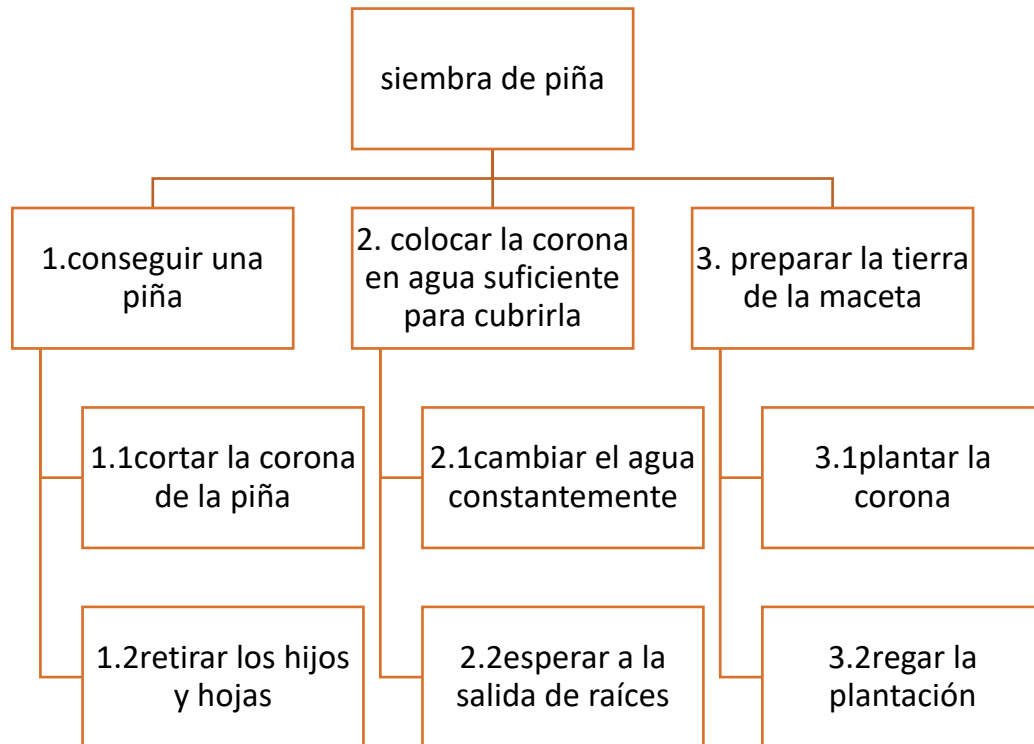 siembra de piña
1.conseguir una
piña
2. colocar la corona
en agua suficiente
para cubrirla
3. preparar la tierra
de la maceta
1.1cortar la corona
de la piña
2.1cambiar el agua
constantemente
3.1plantar la
corona
1.2retirar los hijos
y hojas
2.2esperar a la
salida de raíces
3.2regar la
plantación